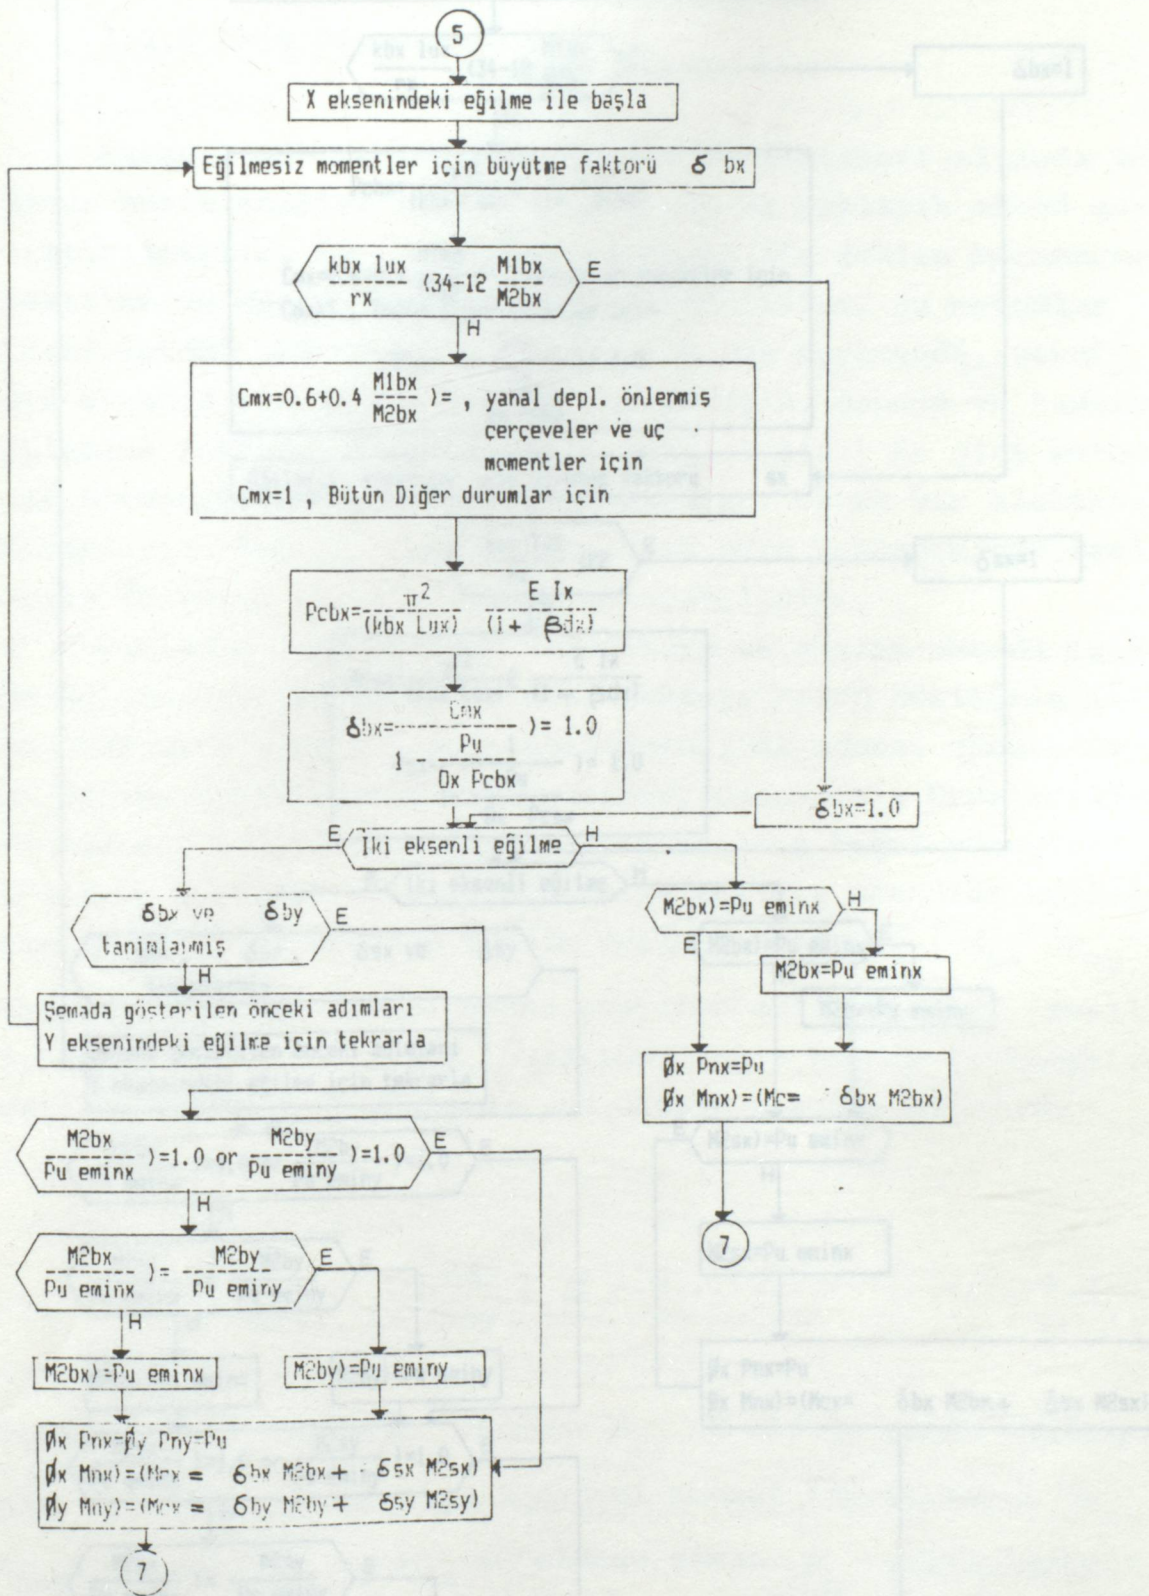 5
X eksenindeki eğilme ile başla
Eğilmesiz momentler için büyütme faktorü δ bx
kbx lux / rx (34-12 M1bx / M2bx
E
H
Cmx=0.6+0.4 M1bx / M2bx )= , yanal depl. önlenmiş
çerçeveler ve uç
momentler için
Cmx=1 , Bütün Diğer durumlar için
Pcbx= π² / (kbx Lux) E Ix / (1+ βdx)
δbx= Cmx / 1 - Pu / Øx Pcbx )= 1.0
δbx=1.0
E
İki eksenli eğilme
H
δbx ve δby
tanımlanmış
E
H
M2bx)=Pu eminx
H
E
M2bx=Pu eminx
Şemada gösterilen önceki adımları
Y eksenindeki eğilme için tekrarla
Øx Pnx=Pu
Øx Mnx)=(Mc= δbx M2bx)
M2bx / Pu eminx )=1.0 or M2by / Pu eminy )=1.0
E
H
7
M2bx / Pu eminx )= M2by / Pu eminy
E
H
M2bx)=Pu eminx
M2by)=Pu eminy
Øx Pnx=Øy Pny=Pu
Øx Mnx)=(Mcx = δbx M2bx + δsx M2sx)
Øy Mny)=(Mcx = δby M2by + δsy M2sy)
7